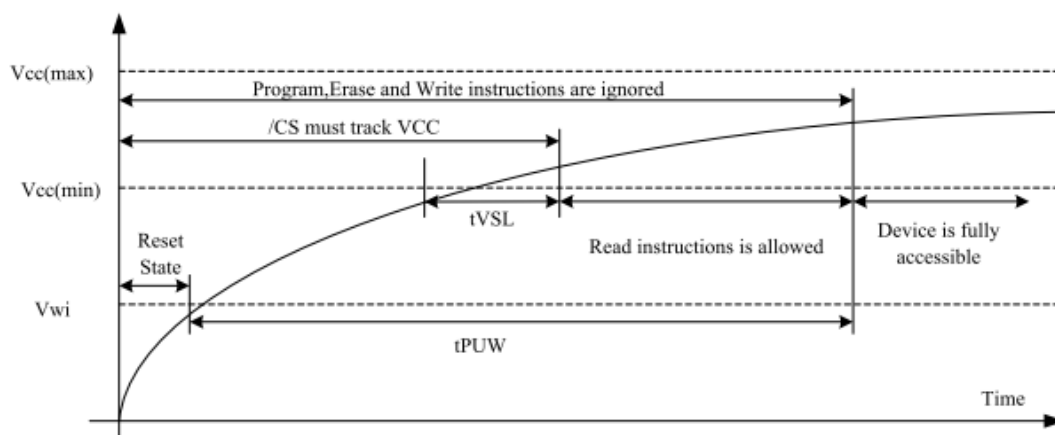 Vcc(max)
Program,Erase and Write instructions are ignored
/CS must track VCC
Vcc(min)
tVSL
Reset
State
Read instructions is allowed
Device is fully
accessible
Vwi
tPUW
Time